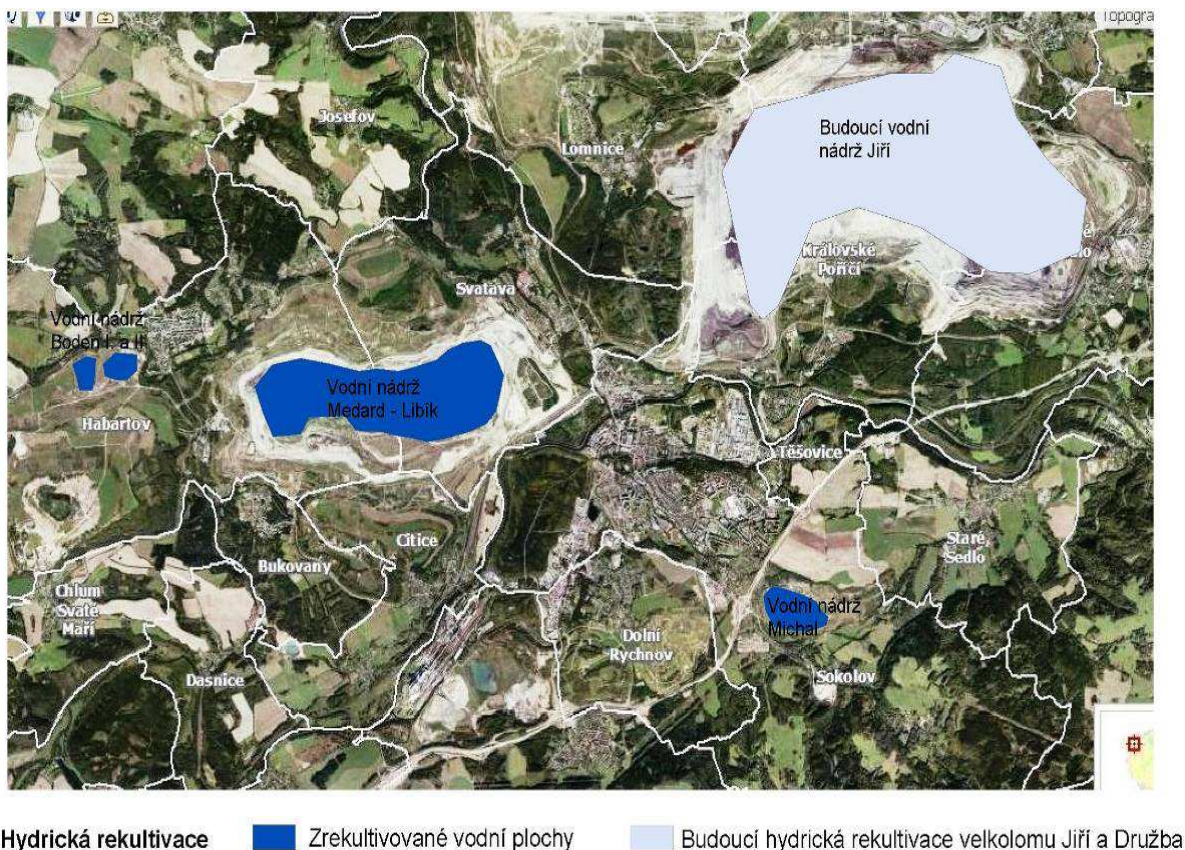 Topogra
Josefov
Lomnice
Budoucí vodní
nádrž Jiří
Královské
Poříčí
Svatava
Vodní nádrž
Boden I. a II
Vodní nádrž
Medard - Libík
Habartov
Těšovice
Citice
Bukovany
Staré
Sedlo
Chlum
Svaté
Maří
Vodní nádrž
Michal
Dolní
Rychnov
Dasnice
Sokolov
Hydrická rekultivace
Zrekultivované vodní plochy
Budoucí hydrická rekultivace velkolomu Jiří a Družba